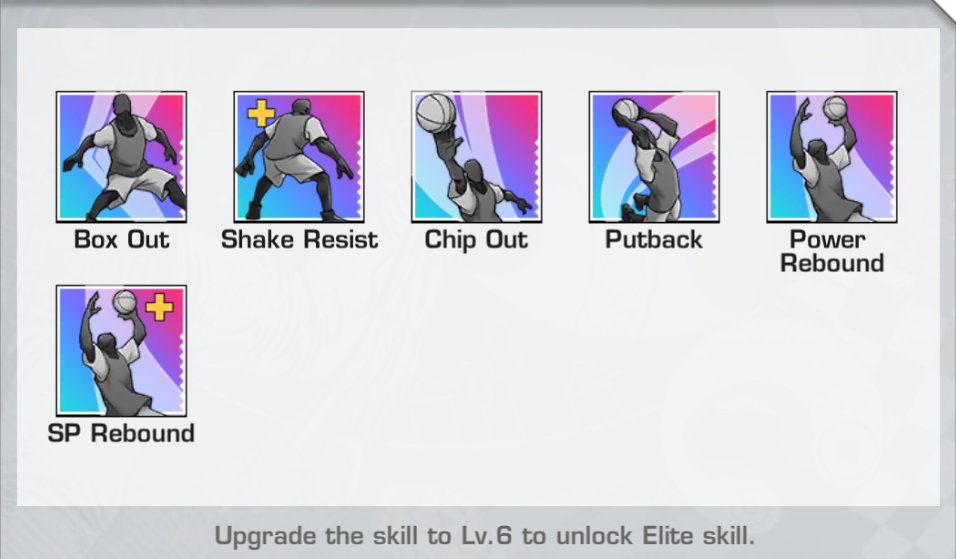 Box Out
Shake Resist
Chip Out
Putback
Power
Rebound
SP Rebound
Upgrade the skill to Lv.6 to unlock Elite skill.